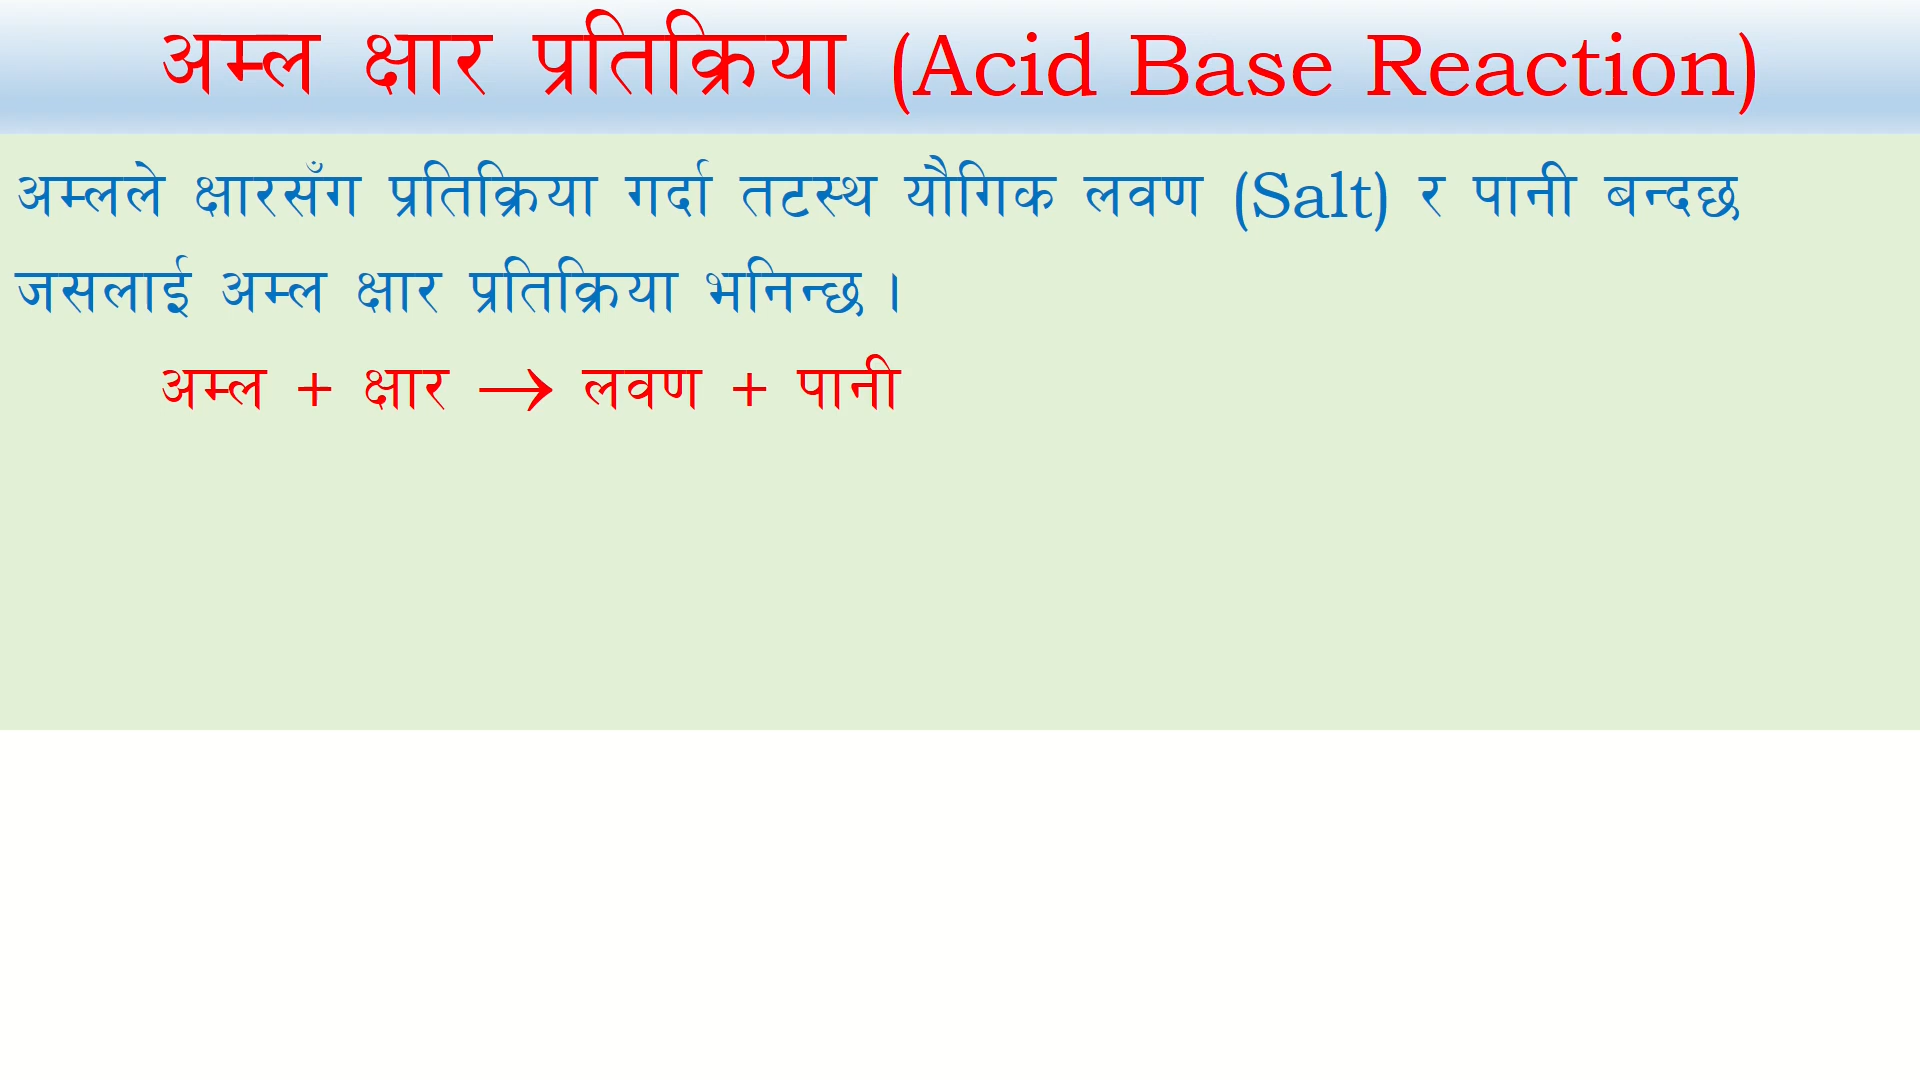 अम्ल क्षार प्रतिक्रिया (Acid Base Reaction)
अम्लले क्षारसँग प्रतिक्रिया गर्दा तटस्थ यौगिक लवण (Salt) र पानी बन्दछ
जसलाई अम्ल क्षार प्रतिक्रिया भनिन्छ ।
अम्ल + क्षार → लवण + पानी